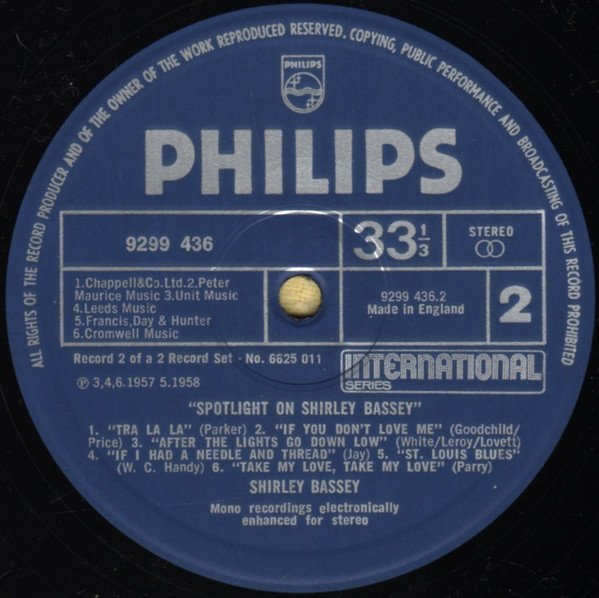 ALL RIGHTS OF THE RECORD PRODUCER AND OF THE OWNER OF THE WORK REPRODUCED RESERVED. COPYING, PUBLIC PERFORMANCE AND BROADCASTING OF THIS RECORD PROHIBITED
PHILIPS
PHILIPS
9299 436
33 1/3
STEREO
1.Chappell&Co.Ltd.2.Peter
Maurice Music 3.Unit Music
4.Leeds Music
5.Francis,Day & Hunter
6.Cromwell Music
9299 436.2
Made in England
2
Record 2 of a 2 Record Set - No. 6625 011
INTERNATIONAL
SERIES
℗ 3,4,6.1957 5.1958
"SPOTLIGHT ON SHIRLEY BASSEY"
1. "TRA LA LA" (Parker) 2. "IF YOU DON'T LOVE ME" (Goodchild/
Price) 3. "AFTER THE LIGHTS GO DOWN LOW" (White/Leroy/Lovett)
4. "IF I HAD A NEEDLE AND THREAD" (Jay) 5. "ST. LOUIS BLUES"
(W. C. Handy) 6. "TAKE MY LOVE, TAKE MY LOVE" (Parry)
SHIRLEY BASSEY
Mono recordings electronically
enhanced for stereo